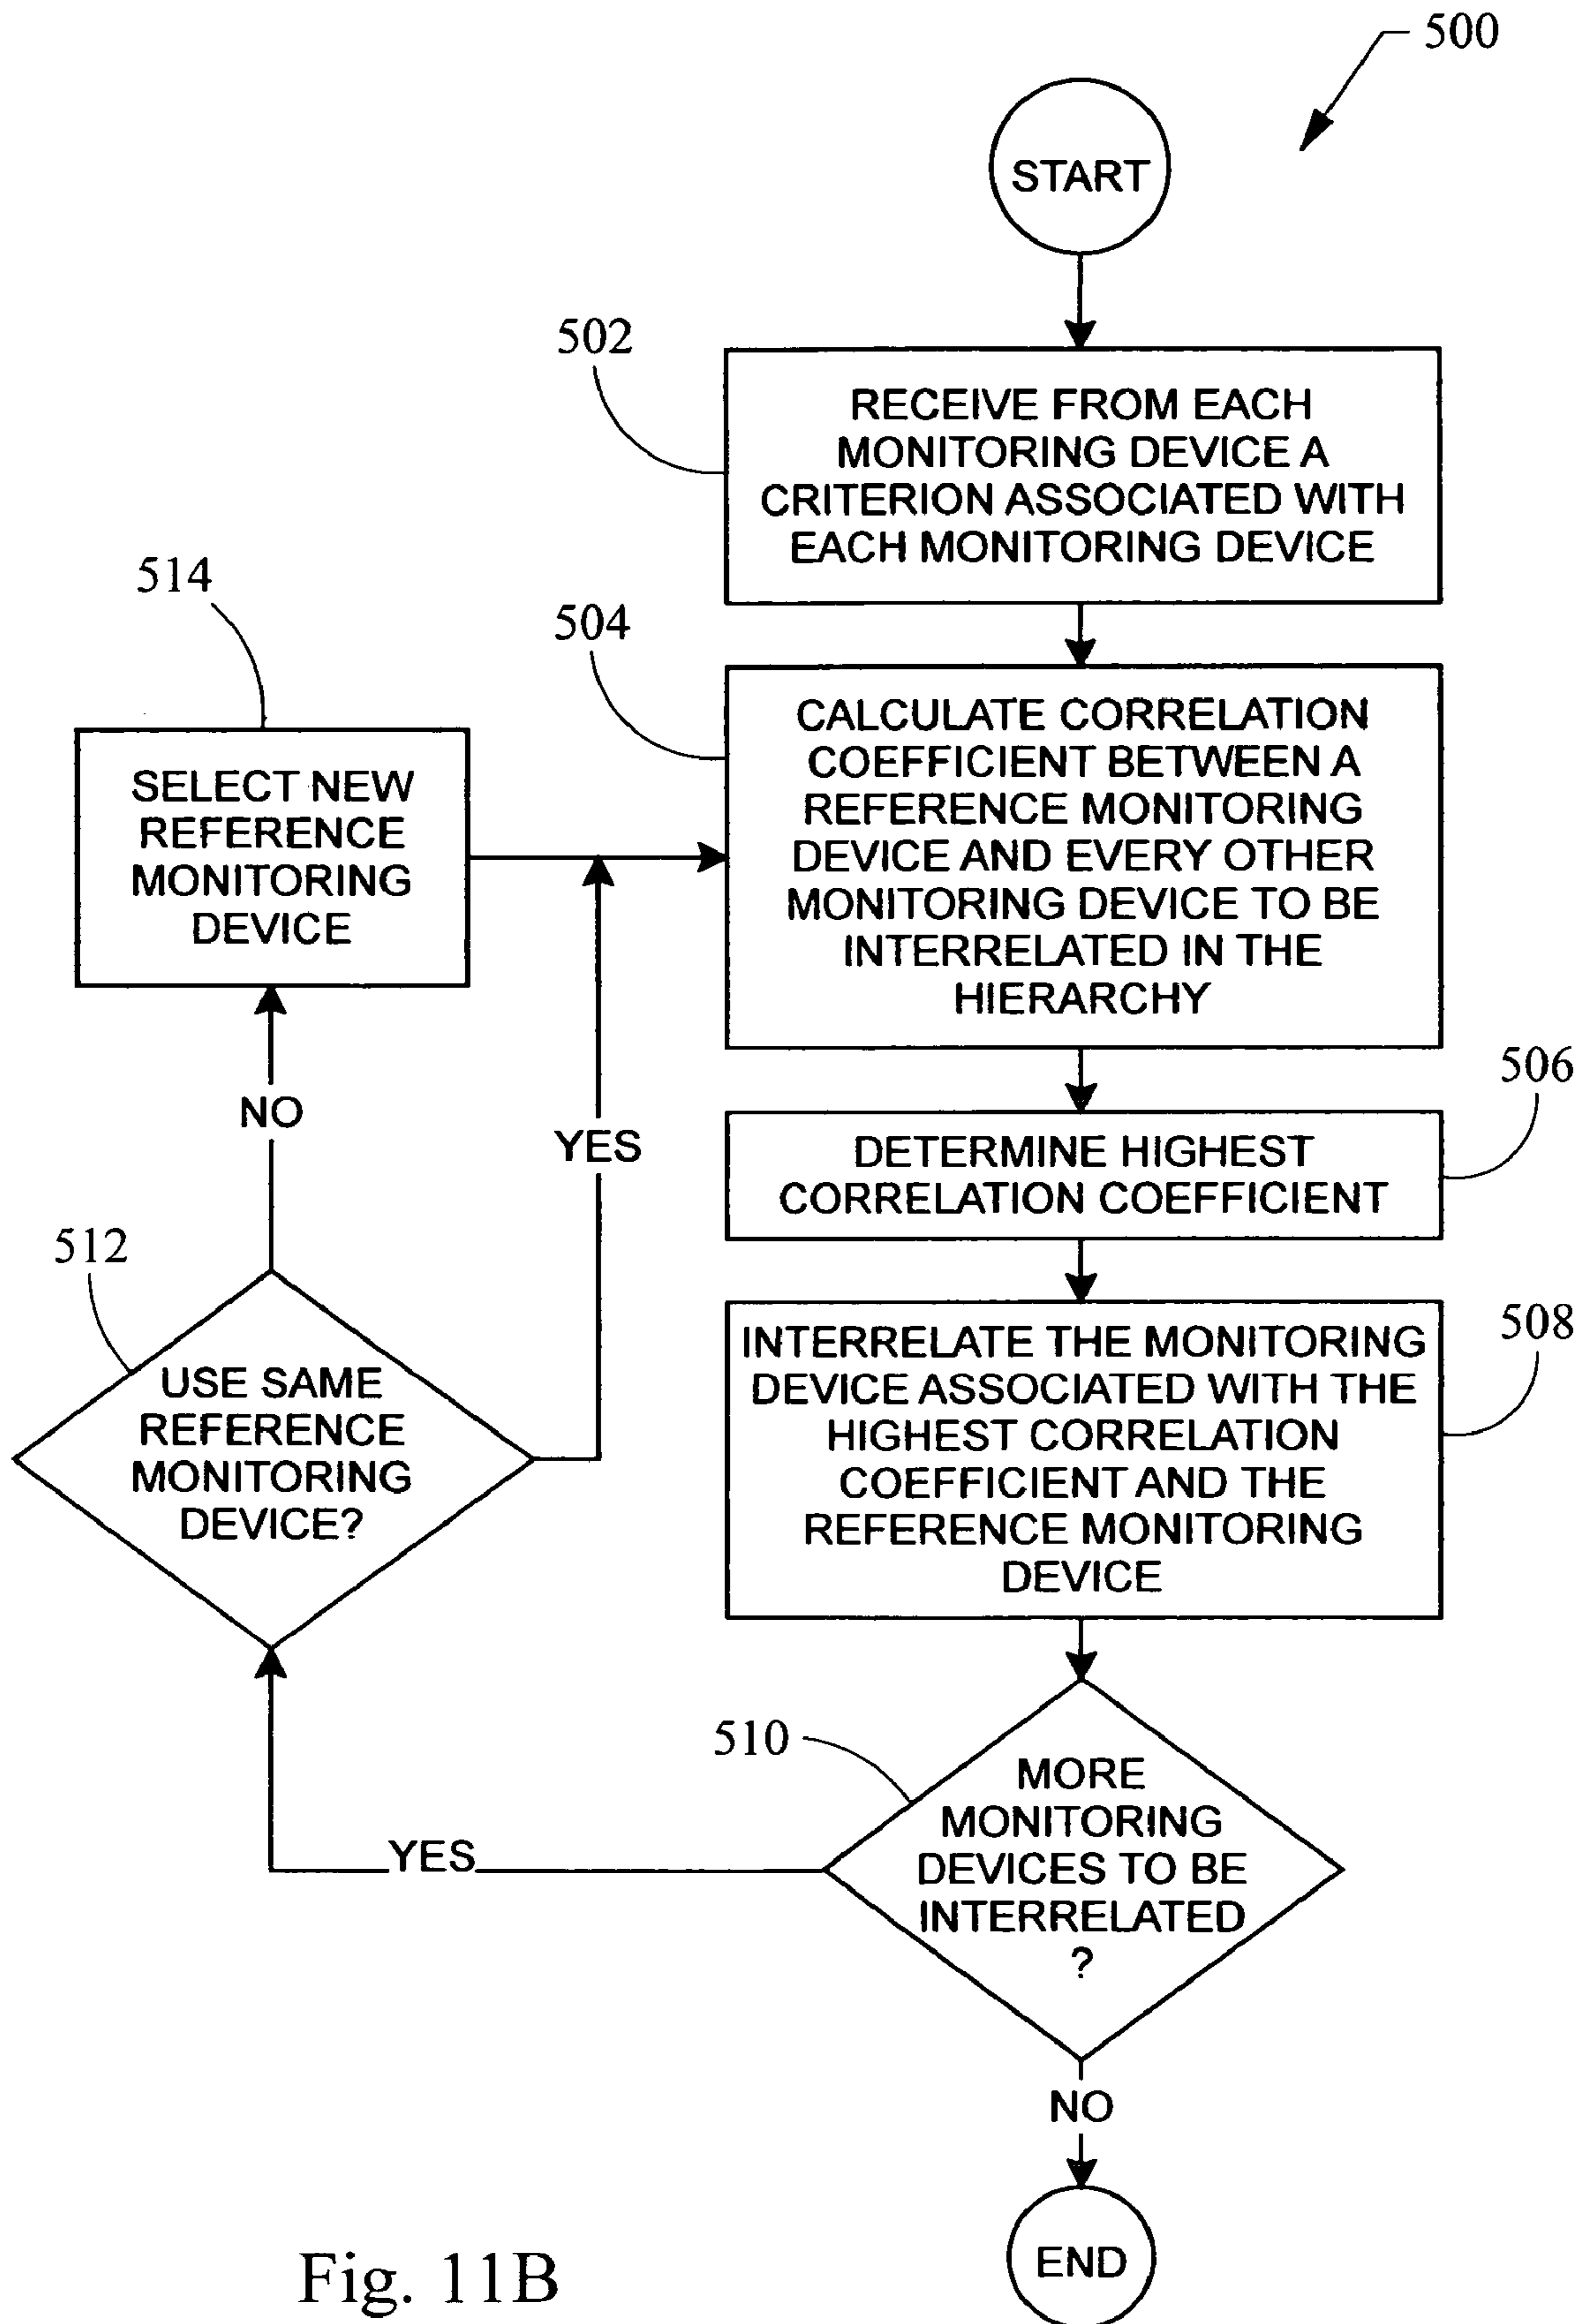 500
START
502
RECEIVE FROM EACH
MONITORING DEVICE A
CRITERION ASSOCIATED WITH
EACH MONITORING DEVICE
514
504
SELECT NEW
REFERENCE
MONITORING
DEVICE
CALCULATE CORRELATION
COEFFICIENT BETWEEN A
REFERENCE MONITORING
DEVICE AND EVERY OTHER
MONITORING DEVICE TO BE
INTERRELATED IN THE
HIERARCHY
506
NO
YES
DETERMINE HIGHEST
CORRELATION COEFFICIENT
512
508
USE SAME
REFERENCE
MONITORING
DEVICE?
INTERRELATE THE MONITORING
DEVICE ASSOCIATED WITH THE
HIGHEST CORRELATION
COEFFICIENT AND THE
REFERENCE MONITORING
DEVICE
510
MORE
MONITORING
DEVICES TO BE
INTERRELATED
?
YES
NO
END
Fig. 11B